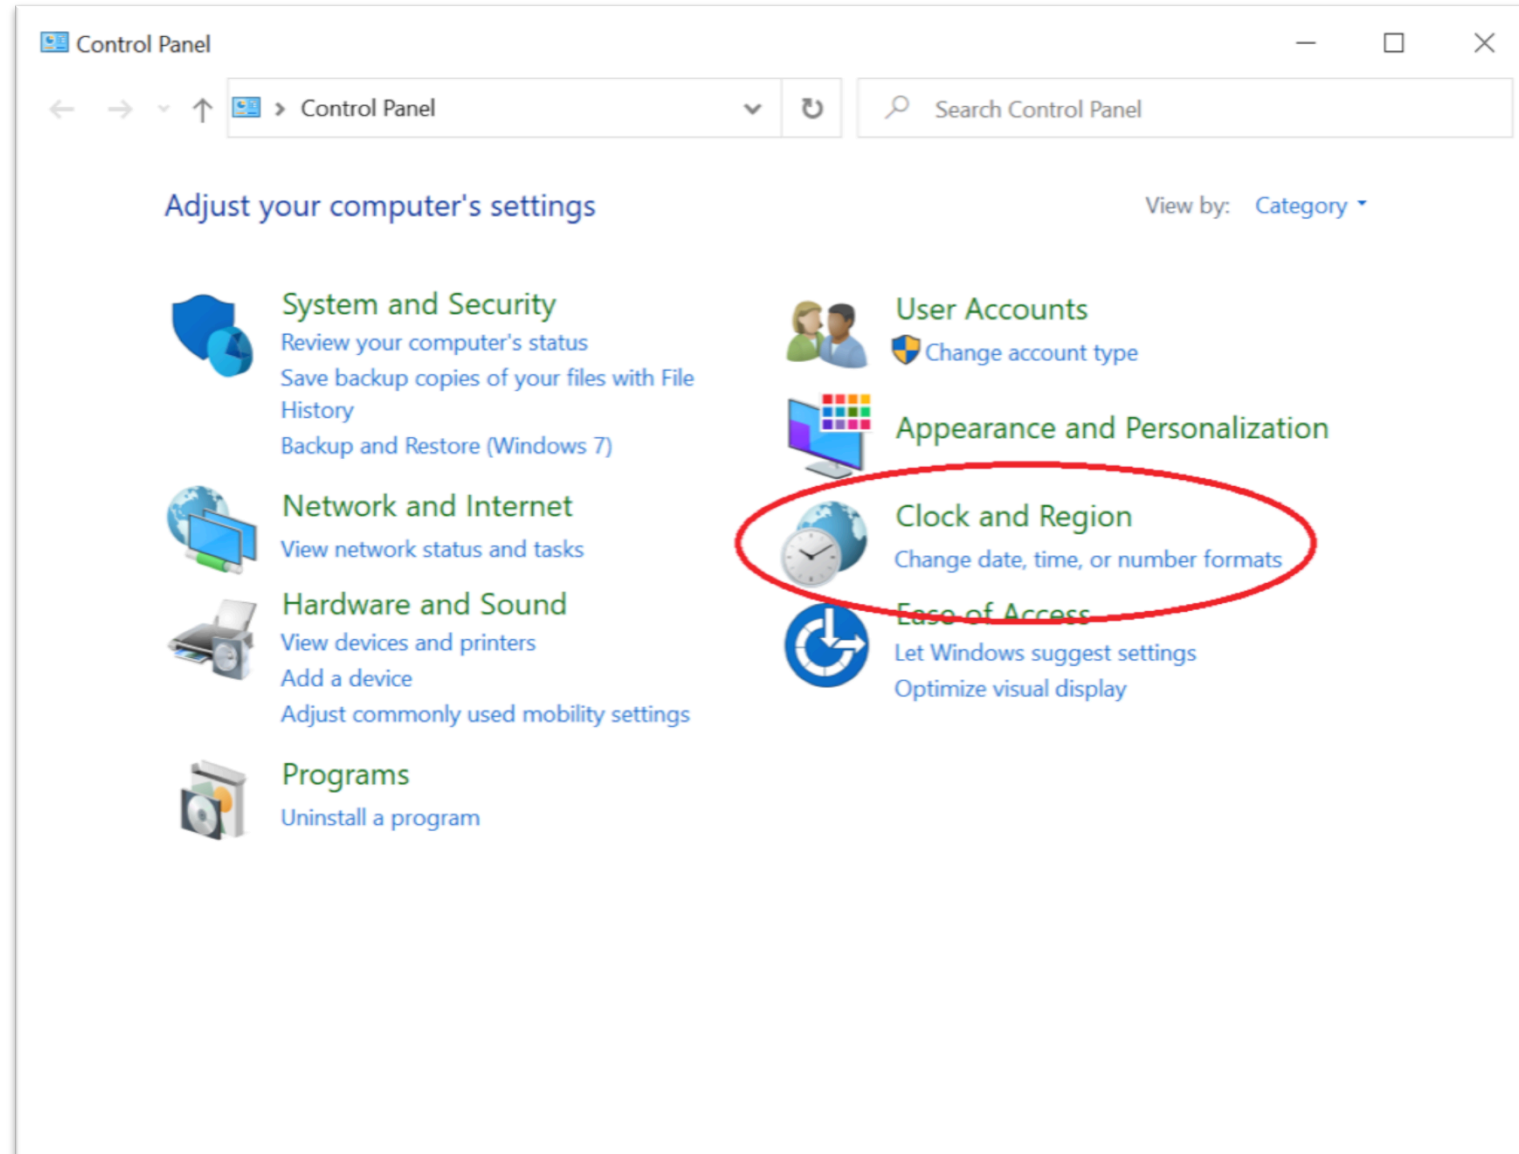 Control Panel
Control Panel
Search Control Panel
Adjust your computer's settings
View by: Category
System and Security
Review your computer's status
Save backup copies of your files with File
History
Backup and Restore (Windows 7)
Network and Internet
View network status and tasks
Hardware and Sound
View devices and printers
Add a device
Adjust commonly used mobility settings
Programs
Uninstall a program
User Accounts
Change account type
Appearance and Personalization
Clock and Region
Change date, time, or number formats
Ease of Access
Let Windows suggest settings
Optimize visual display